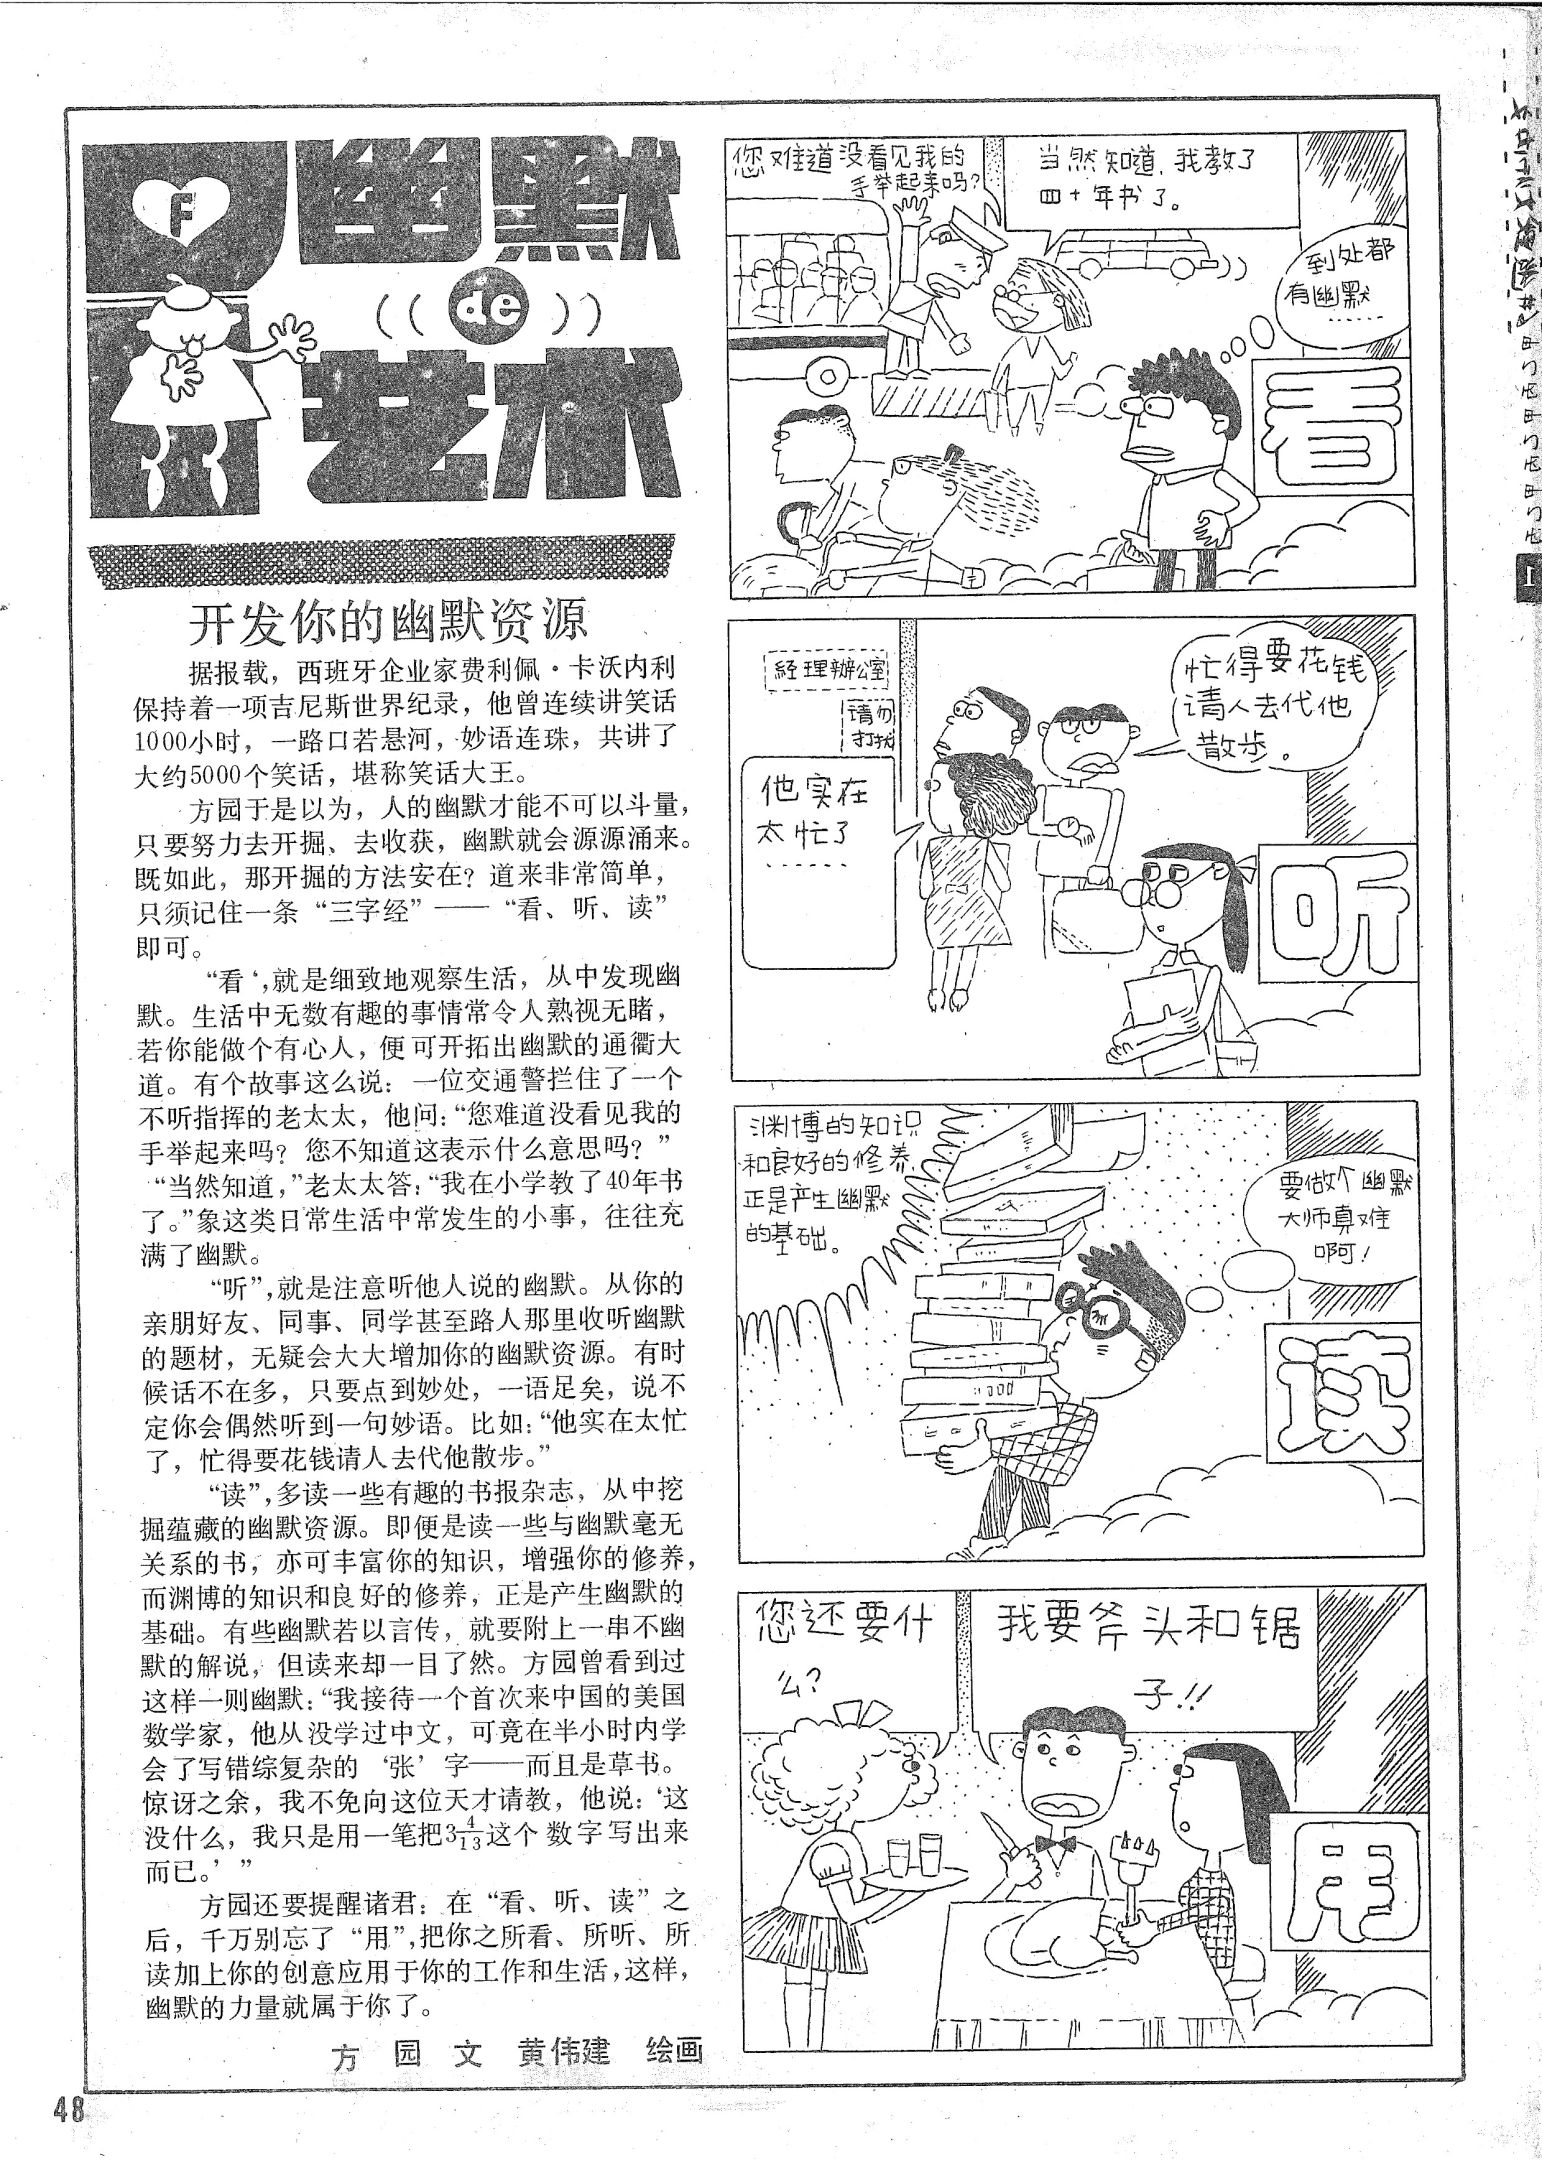 F
幽默
de
艺术
开发你的幽默资源
据报载，西班牙企业家费利佩·卡沃内利
保持着一项吉尼斯世界纪录，他曾连续讲笑话
1000小时，一路口若悬河，妙语连珠，共讲了
大约5000个笑话，堪称笑话大王。
方园于是以为，人的幽默才能不可以斗量，
只要努力去开掘、去收获，幽默就会源源涌来。
既如此，那开掘的方法安在？道来非常简单，
只须记住一条“三字经”——“看、听、读”
即可。
“看‘，就是细致地观察生活，从中发现幽
默。生活中无数有趣的事情常令人熟视无睹，
若你能做个有心人，便可开拓出幽默的通衢大
道。有个故事这么说：一位交通警拦住了一个
不听指挥的老太太，他问：“您难道没看见我的
手举起来吗？您不知道这表示什么意思吗？”
“当然知道，”老太太答：“我在小学教了40年书
了。”象这类日常生活中常发生的小事，往往充
满了幽默。
“听”，就是注意听他人说的幽默。从你的
亲朋好友、同事、同学甚至路人那里收听幽默
的题材，无疑会大大增加你的幽默资源。有时
候话不在多，只要点到妙处，一语足矣，说不
定你会偶然听到一句妙语。比如：“他实在太忙
了，忙得要花钱请人去代他散步。”
“读”，多读一些有趣的书报杂志，从中挖
掘蕴藏的幽默资源。即便是读一些与幽默毫无
关系的书，亦可丰富你的知识，增强你的修养，
而渊博的知识和良好的修养，正是产生幽默的
基础。有些幽默若以言传，就要附上一串不幽
默的解说，但读来却一目了然。方园曾看到过
这样一则幽默：“我接待一个首次来中国的美国
数学家，他从没学过中文，可竟在半小时内学
会了写错综复杂的‘张’字——而且是草书。
惊讶之余，我不免向这位天才请教，他说：‘这
没什么，我只是用一笔把3 4/13这个数字写出来
而已。’”
方园还要提醒诸君：在“看、听、读”之
后，千万别忘了“用”，把你之所看、所听、所
读加上你的创意应用于你的工作和生活，这样，
幽默的力量就属于你了。
方 园 文 黄伟建 绘画
48
您难道没看见我的
手举起来吗？
当然知道，我教了
四十年书了。
到处都
有幽默
……
看
経理辦公室
请勿
打扰
他实在
太忙了
……
忙得要花钱
请人去代他
散步。
听
渊博的知识
和良好的修养，
正是产生幽默
的基础。
要做个幽默
大师真难
啊！
读
您还要什
么？
我要斧头和锯
子！！
用